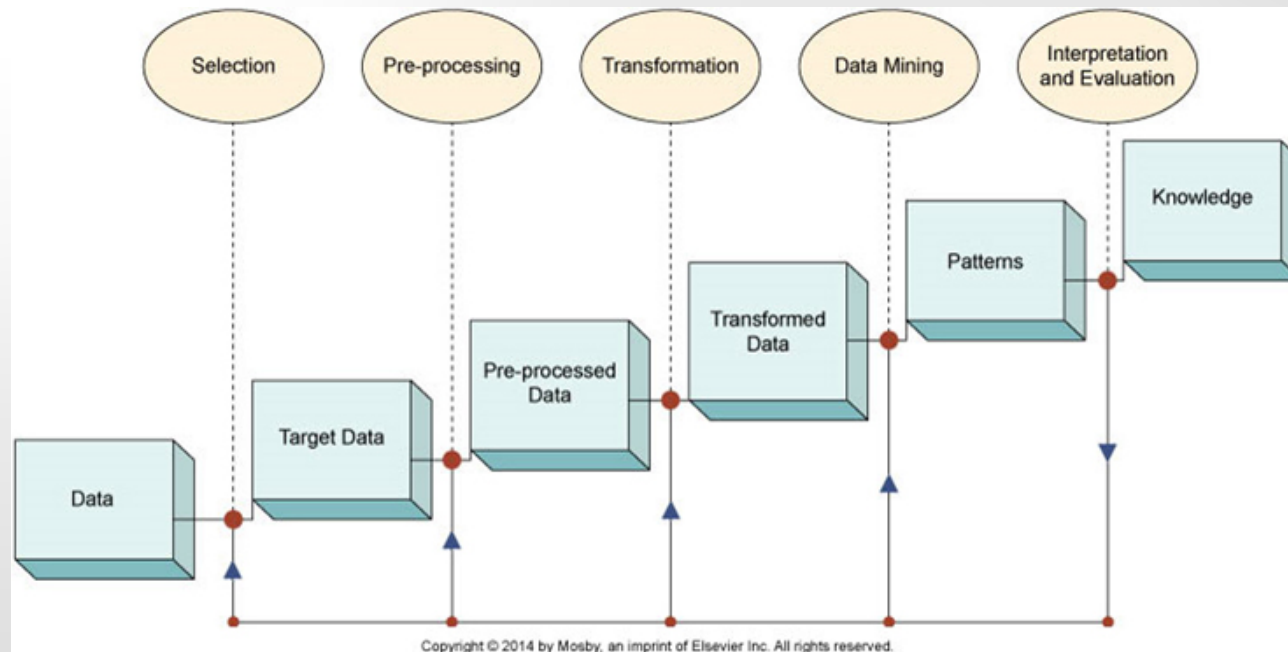 Selection
Pre-processing
Transformation
Data Mining
Interpretation
and Evaluation
Knowledge
Patterns
Transformed
Data
Pre-processed
Data
Target Data
Data
Copyright © 2014 by Mosby, an imprint of Elsevier Inc. All rights reserved.